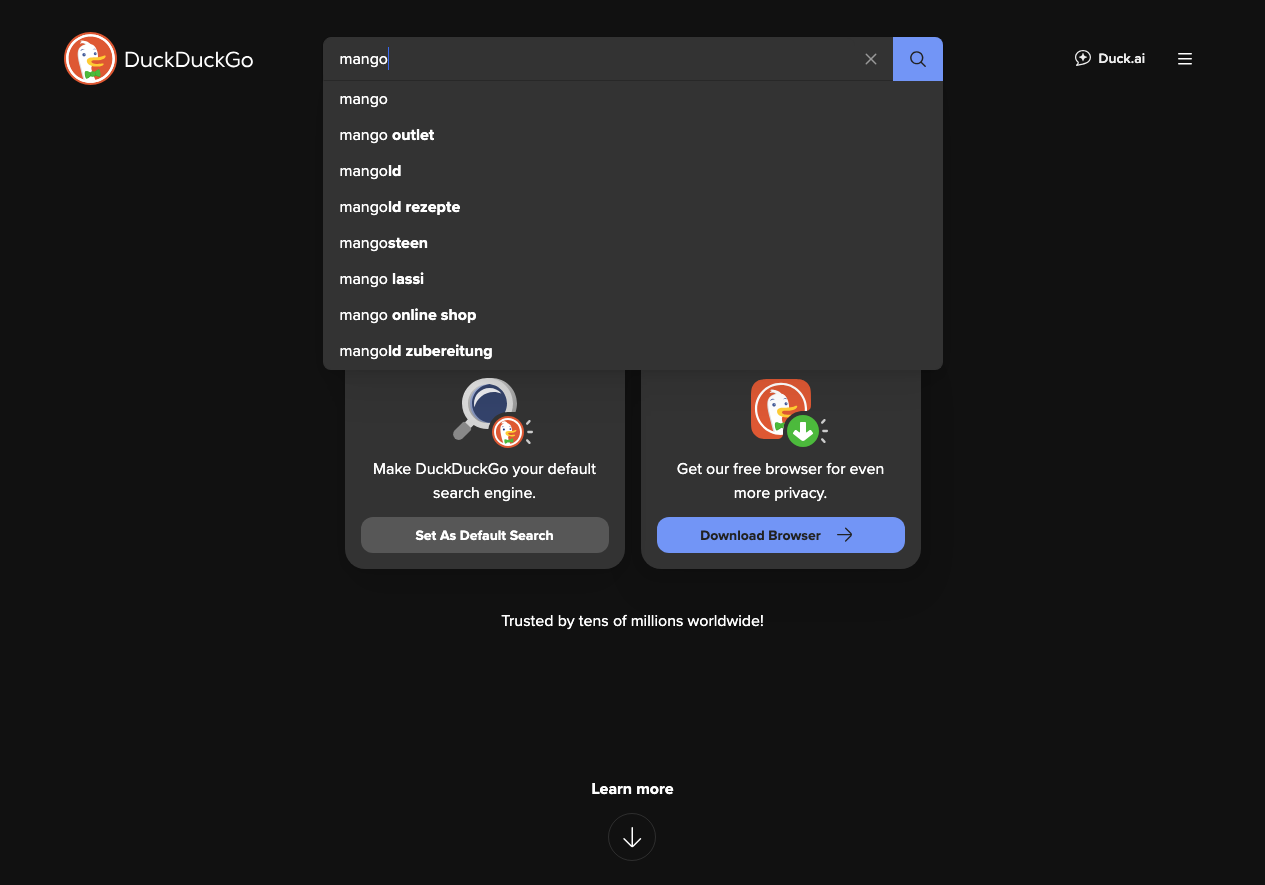 DuckDuckGo
mango
Duck.ai
mango
mango outlet
mangold
mangold rezepte
mangosteen
mango lassi
mango online shop
mangold zubereitung
Make DuckDuckGo your default
search engine.
Set As Default Search
Get our free browser for even
more privacy.
Download Browser
Trusted by tens of millions worldwide!
Learn more